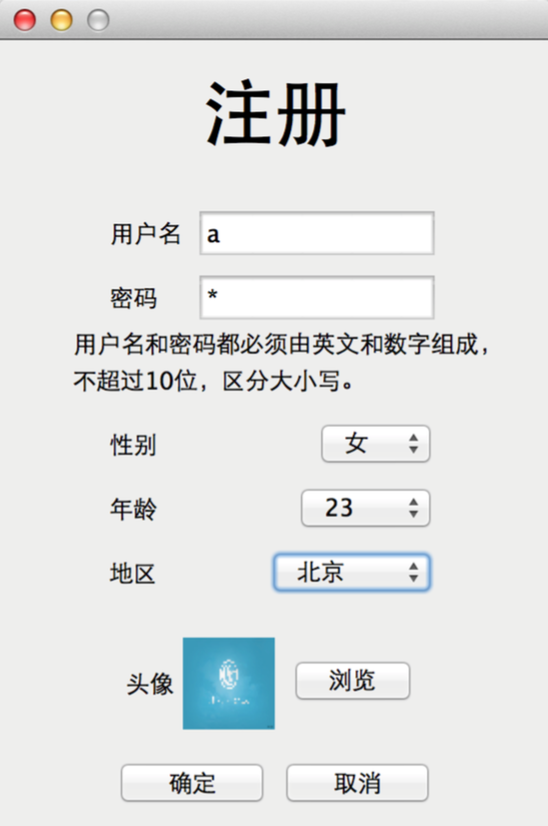 注册
用户名 a
密码 *
用户名和密码都必须由英文和数字组成，
不超过10位，区分大小写。
性别 女
年龄 23
地区 北京
头像 浏览
确定 取消